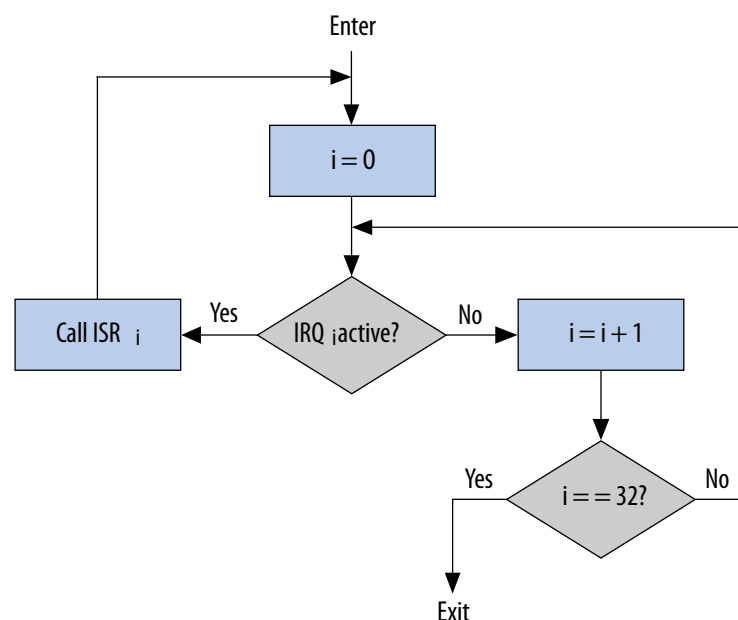 Enter
i = 0
Call ISR i
Yes
IRQ i active?
No
i = i + 1
Yes
i = = 32?
No
Exit